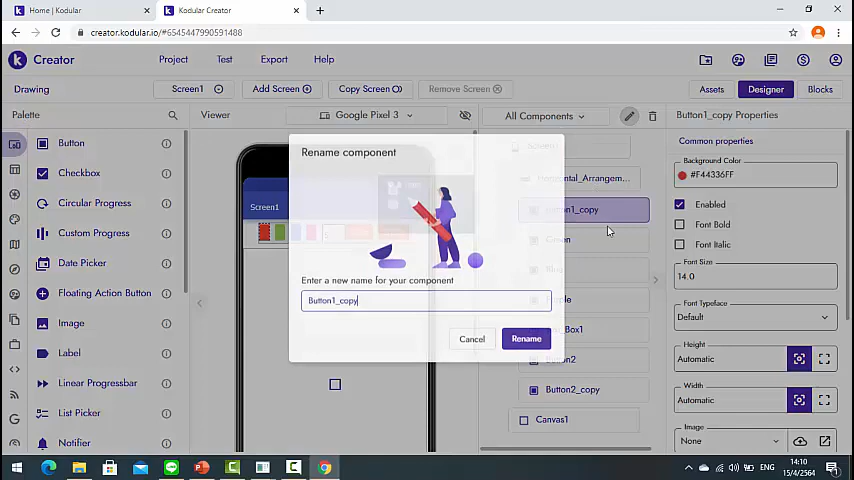 Home | Kodular
Kodular Creator
creator.kodular.io/#6545447990591488
Creator
Project
Test
Export
Help
Drawing
Screen1
Add Screen
Copy Screen
Remove Screen
Assets
Designer
Blocks
Palette
Viewer
Google Pixel 3
All Components
Button1_copy Properties
Button
Checkbox
Circular Progress
Custom Progress
Date Picker
Floating Action Button
Image
Label
Linear Progressbar
List Picker
Notifier
Screen1
Rename component
Enter a new name for your component
Button1_copy
Cancel
Rename
Screen1
Horizontal_Arrangem...
Button1_copy
Green
Button2
Button2_copy
Canvas1
Common properties
Background Color
#F44336FF
Enabled
Font Bold
Font Italic
Font Size
14.0
Font Typeface
Default
Height
Automatic
Width
Automatic
Image
None
ENG
14:10
15/4/2564